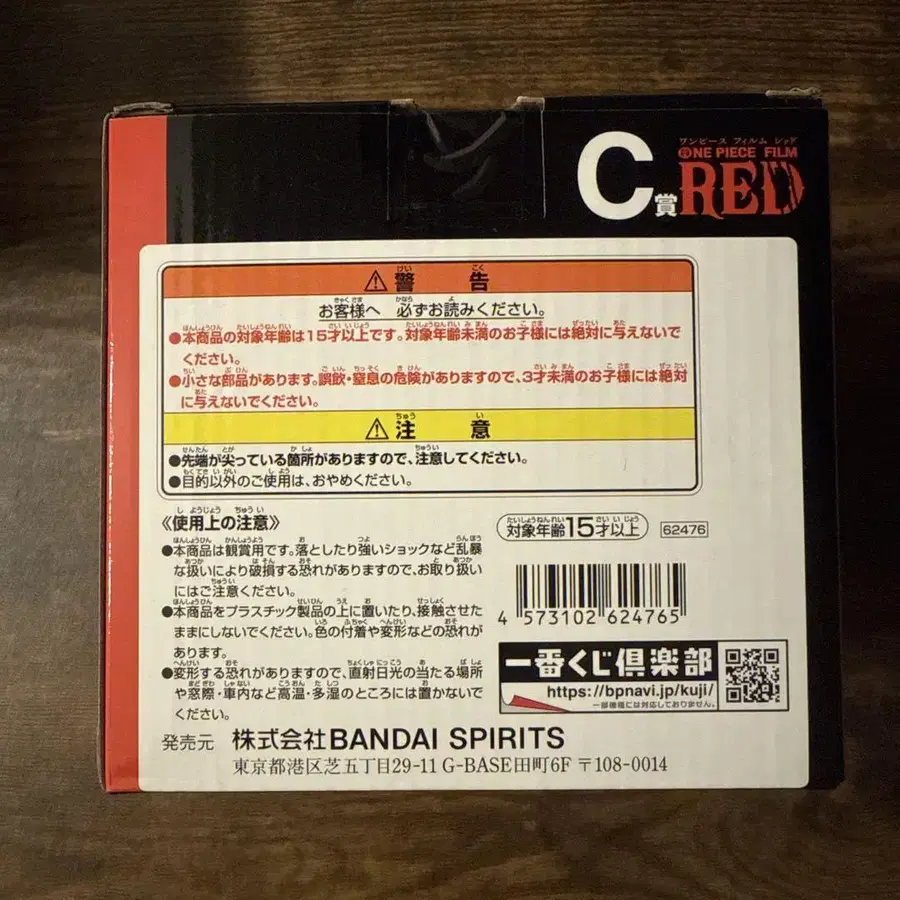 C賞
ワンピース フィルム レッド
ONE PIECE FILM
RED
⚠警告
お客様へ 必ずお読みください。
●本商品の対象年齢は15才以上です。対象年齢未満のお子様には絶対に与えないで
ください。
●小さな部品があります。誤飲・窒息の危険がありますので、3才未満のお子様には絶対
に与えないでください。
⚠注意
●先端が尖っている箇所がありますので、注意してください。
●目的以外のご使用は、おやめください。
《使用上の注意》
●本商品は観賞用です。落としたり強いショックなど乱暴
な扱いにより破損する恐れがありますので、お取り扱い
にはご注意ください。
●本商品をプラスチック製品の上に置いたり、接触させた
ままにしないでください。色の付着や変形などの恐れが
あります。
●変形する恐れがありますので、直射日光の当たる場所
や窓際・車内など高温・多湿のところには置かないで
ください。
対象年齢15才以上
62476
4 573102 624765
一番くじ倶楽部
https://bpnavi.jp/kuji/
一部機種には対応しておりません。
発売元 株式会社BANDAI SPIRITS
東京都港区芝五丁目29-11 G-BASE田町6F 〒108-0014